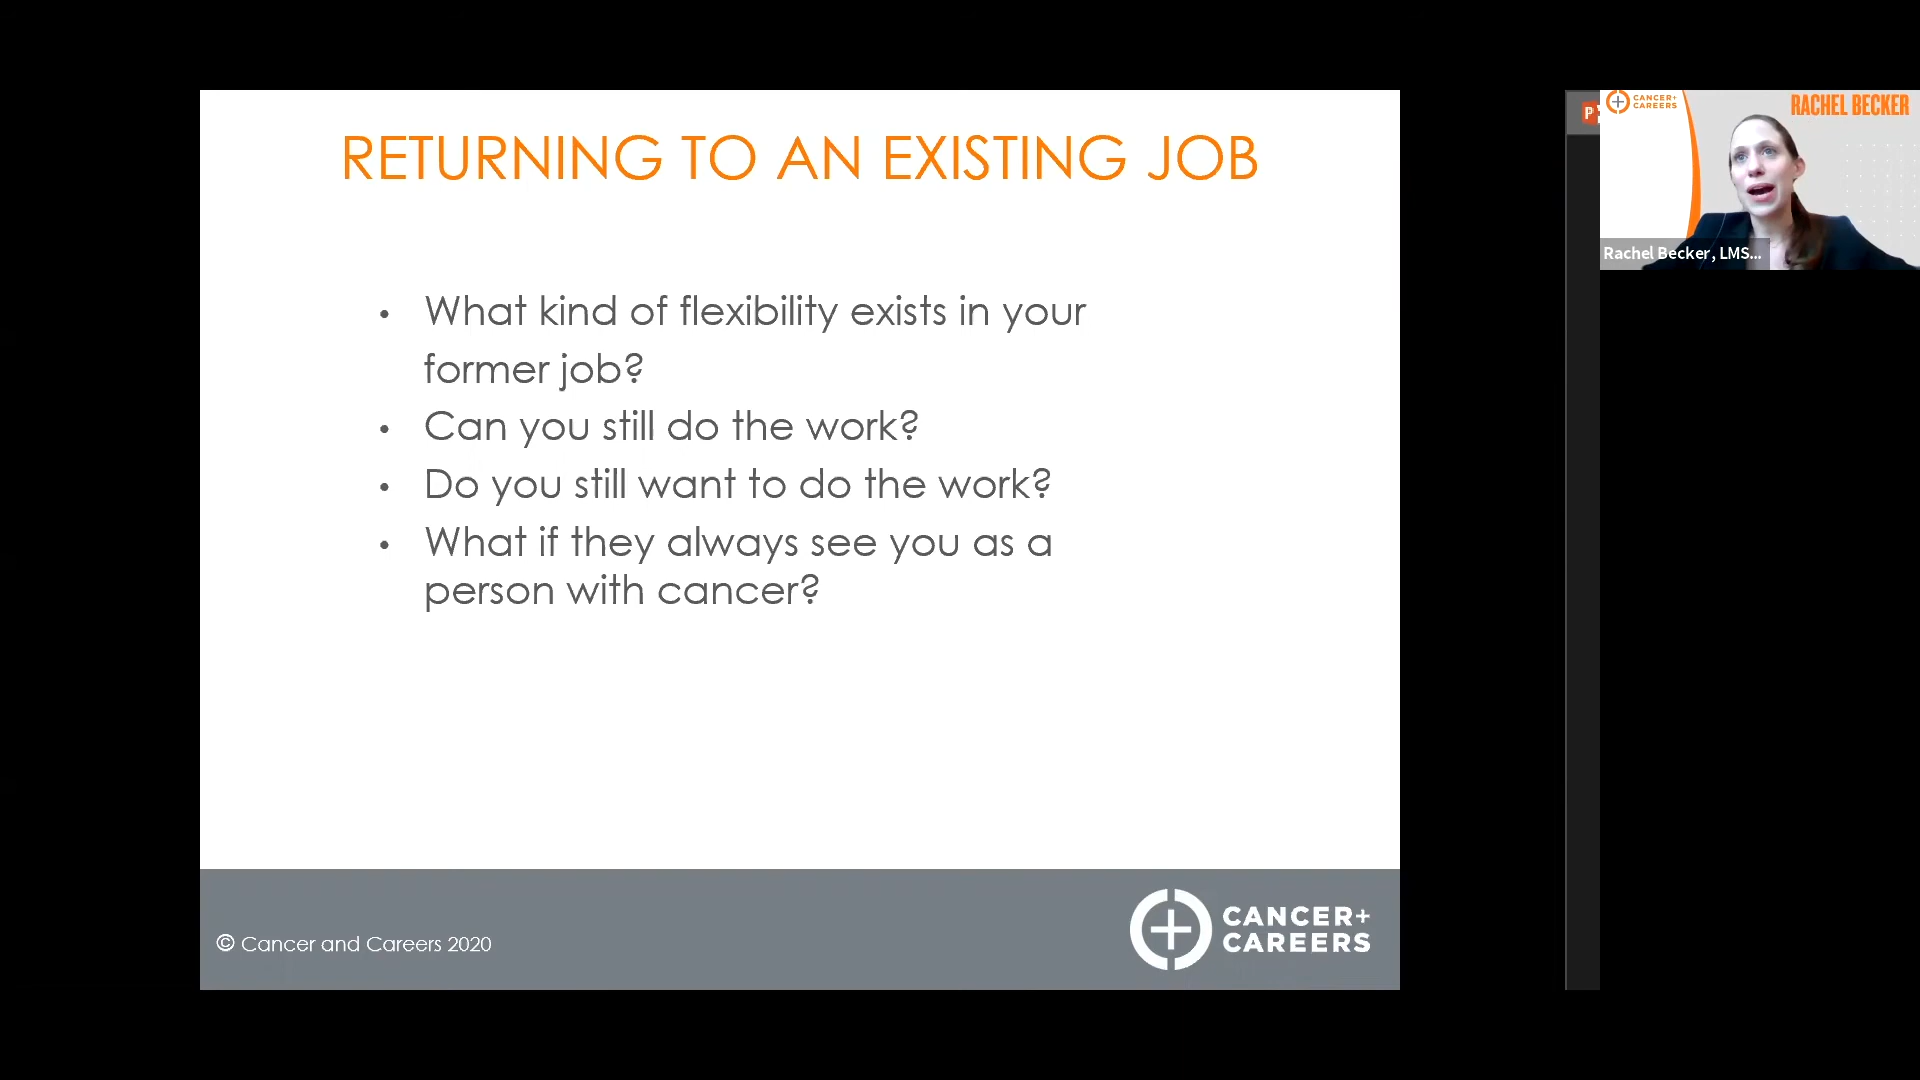 RETURNING TO AN EXISTING JOB
• What kind of flexibility exists in your
former job?
• Can you still do the work?
• Do you still want to do the work?
• What if they always see you as a
person with cancer?
© Cancer and Careers 2020
CANCER+
CAREERS
CANCER+
CAREERS
RACHEL BECKER
Rachel Becker, LMS...